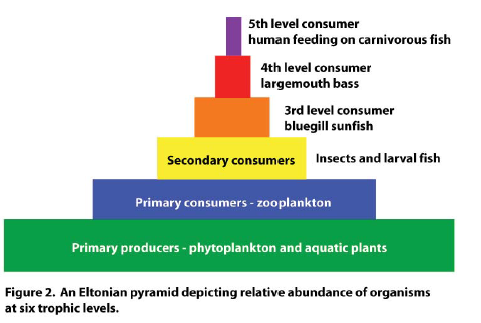 5th level consumer
human feeding on carnivorous fish
4th level consumer
largemouth bass
3rd level consumer
bluegill sunfish
Secondary consumers
Insects and larval fish
Primary consumers - zooplankton
Primary producers - phytoplankton and aquatic plants
Figure 2. An Eltonian pyramid depicting relative abundance of organisms
at six trophic levels.